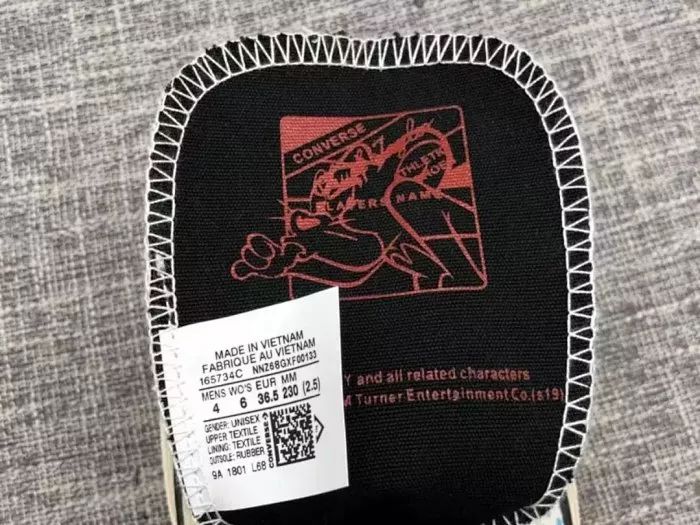 CONVERSE
PLAYERS NAME
Y and all related characters
M Turner Entertainment Co.(s19)
MADE IN VIETNAM
FABRIQUE AU VIETNAM
165734C NNZ68GXF00133
MENS WO'S EUR MM
4 6 36.5 230 (2.5)
GENDER: UNISEX
UPPER: TEXTILE
LINING: TEXTILE
OUTSOLE: RUBBER
CONVERSE
9A 1801 L68